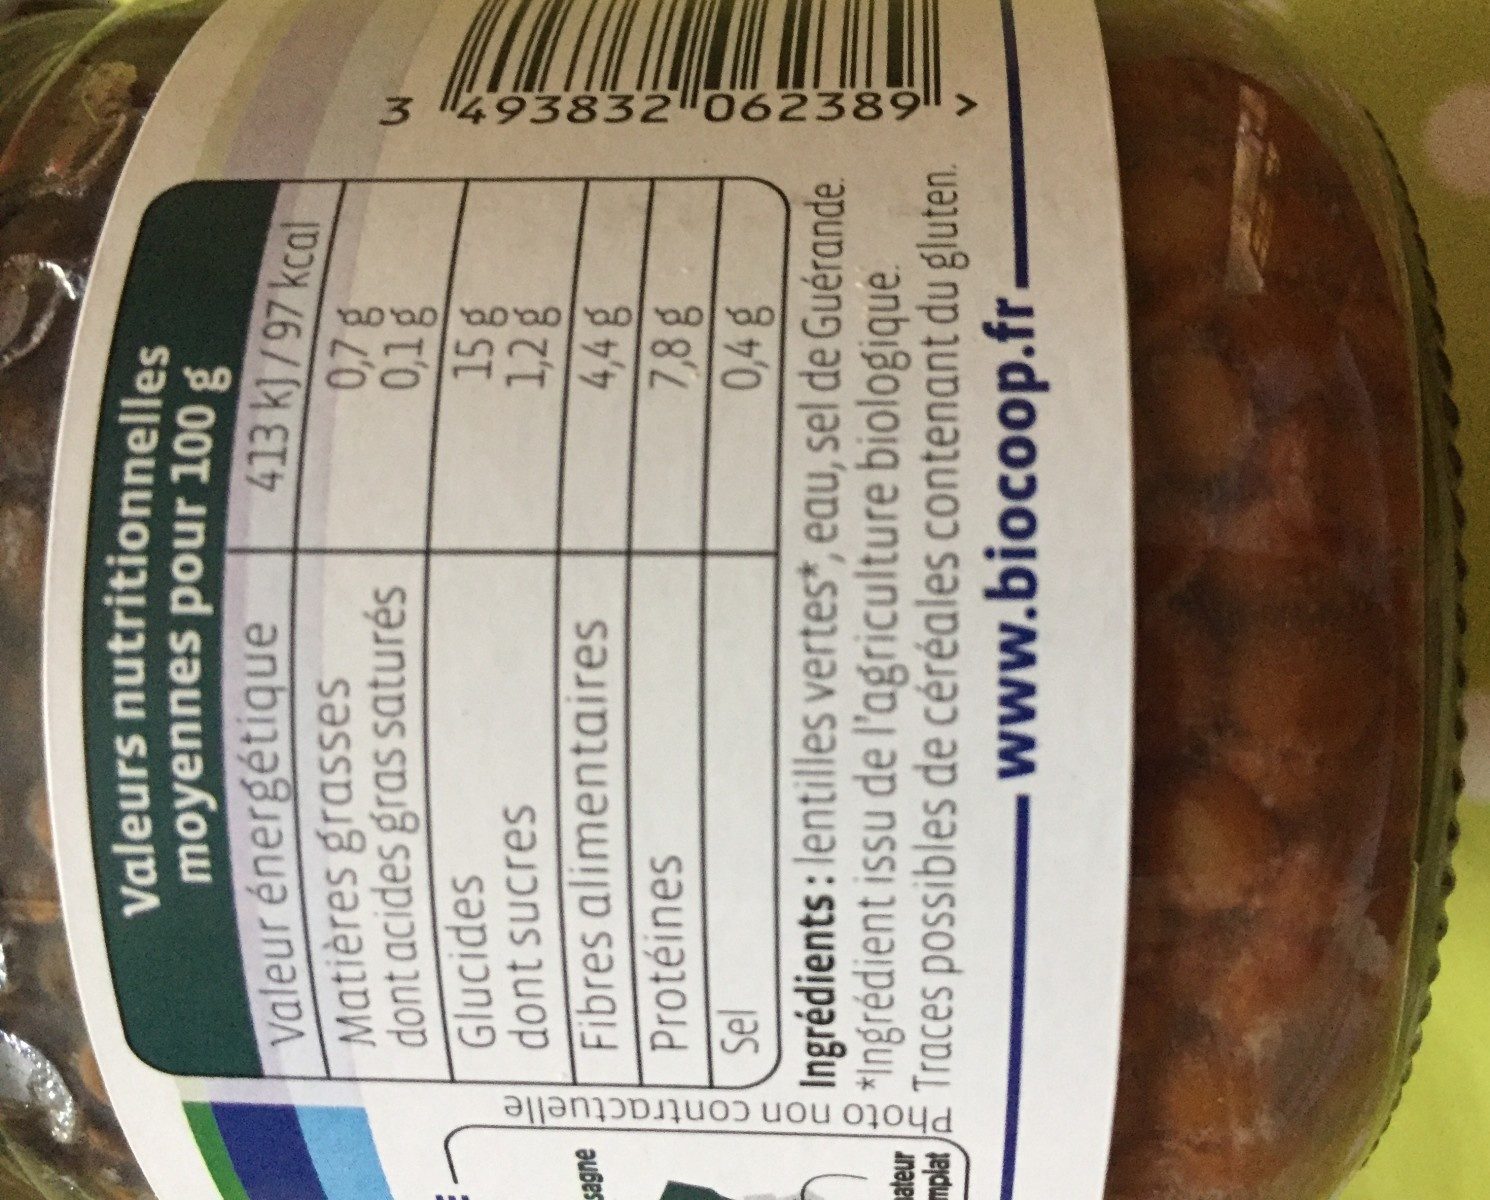 3 493832 062389 >
Valeurs nutritionnelles
moyennes pour 100 g
Valeur énergétique 413 kJ / 97 kcal
Matières grasses 0,7 g
dont acides gras saturés 0,1 g
Glucides 15 g
dont sucres 1,2 g
Fibres alimentaires 4,4 g
Protéines 7,8 g
Sel 0,4 g
Ingrédients : lentilles vertes*, eau, sel de Guérande.
*Ingrédient issu de l'agriculture biologique.
Traces possibles de céréales contenant du gluten.
www.biocoop.fr
Photo non contractuelle